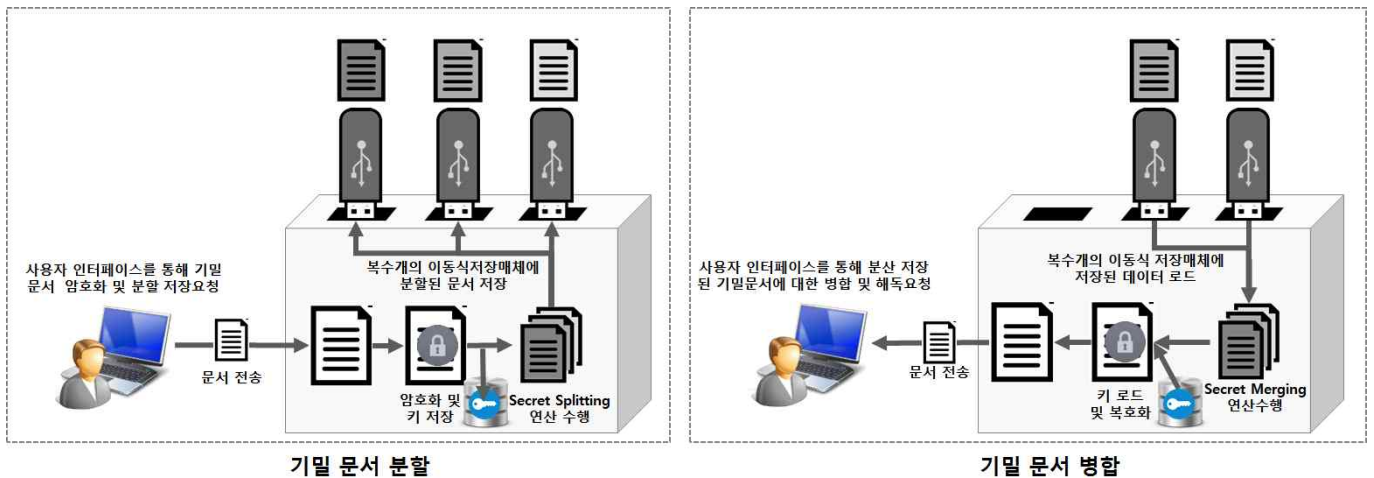 복수개의 이동식저장매체에
분할된 문서 저장
사용자 인터페이스를 통해 기밀
문서 암호화 및 분할 저장요청
문서 전송
암호화 및
키 저장
Secret Splitting
연산 수행
기밀 문서 분할
복수개의 이동식 저장매체에
저장된 데이터 로드
사용자 인터페이스를 통해 분산 저장
된 기밀문서에 대한 병합 및 해독요청
문서 전송
키 로드
및 복호화
Secret Merging
연산수행
기밀 문서 병합